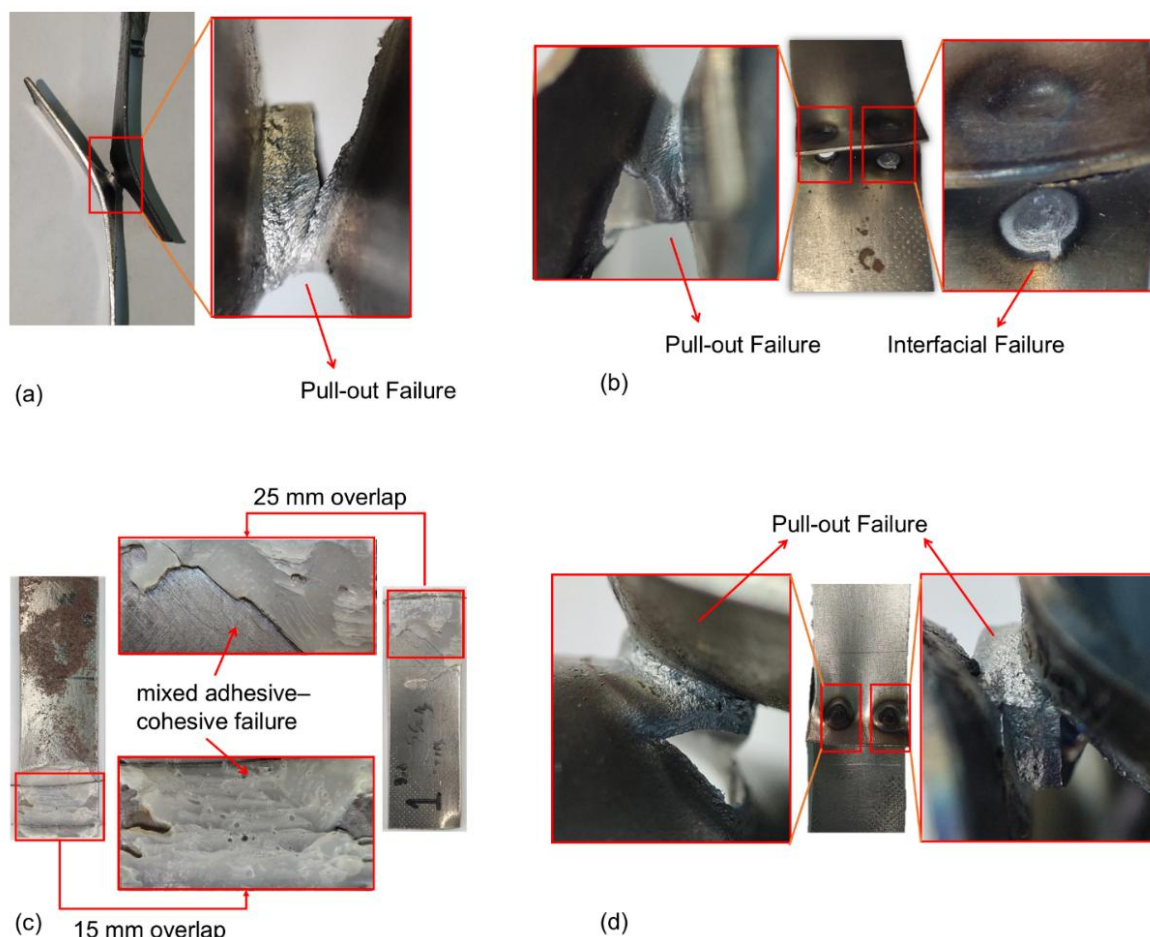 Pull-out Failure
(a)
Pull-out Failure
Interfacial Failure
(b)
25 mm overlap
mixed adhesive–
cohesive failure
1
15 mm overlap
(c)
Pull-out Failure
(d)